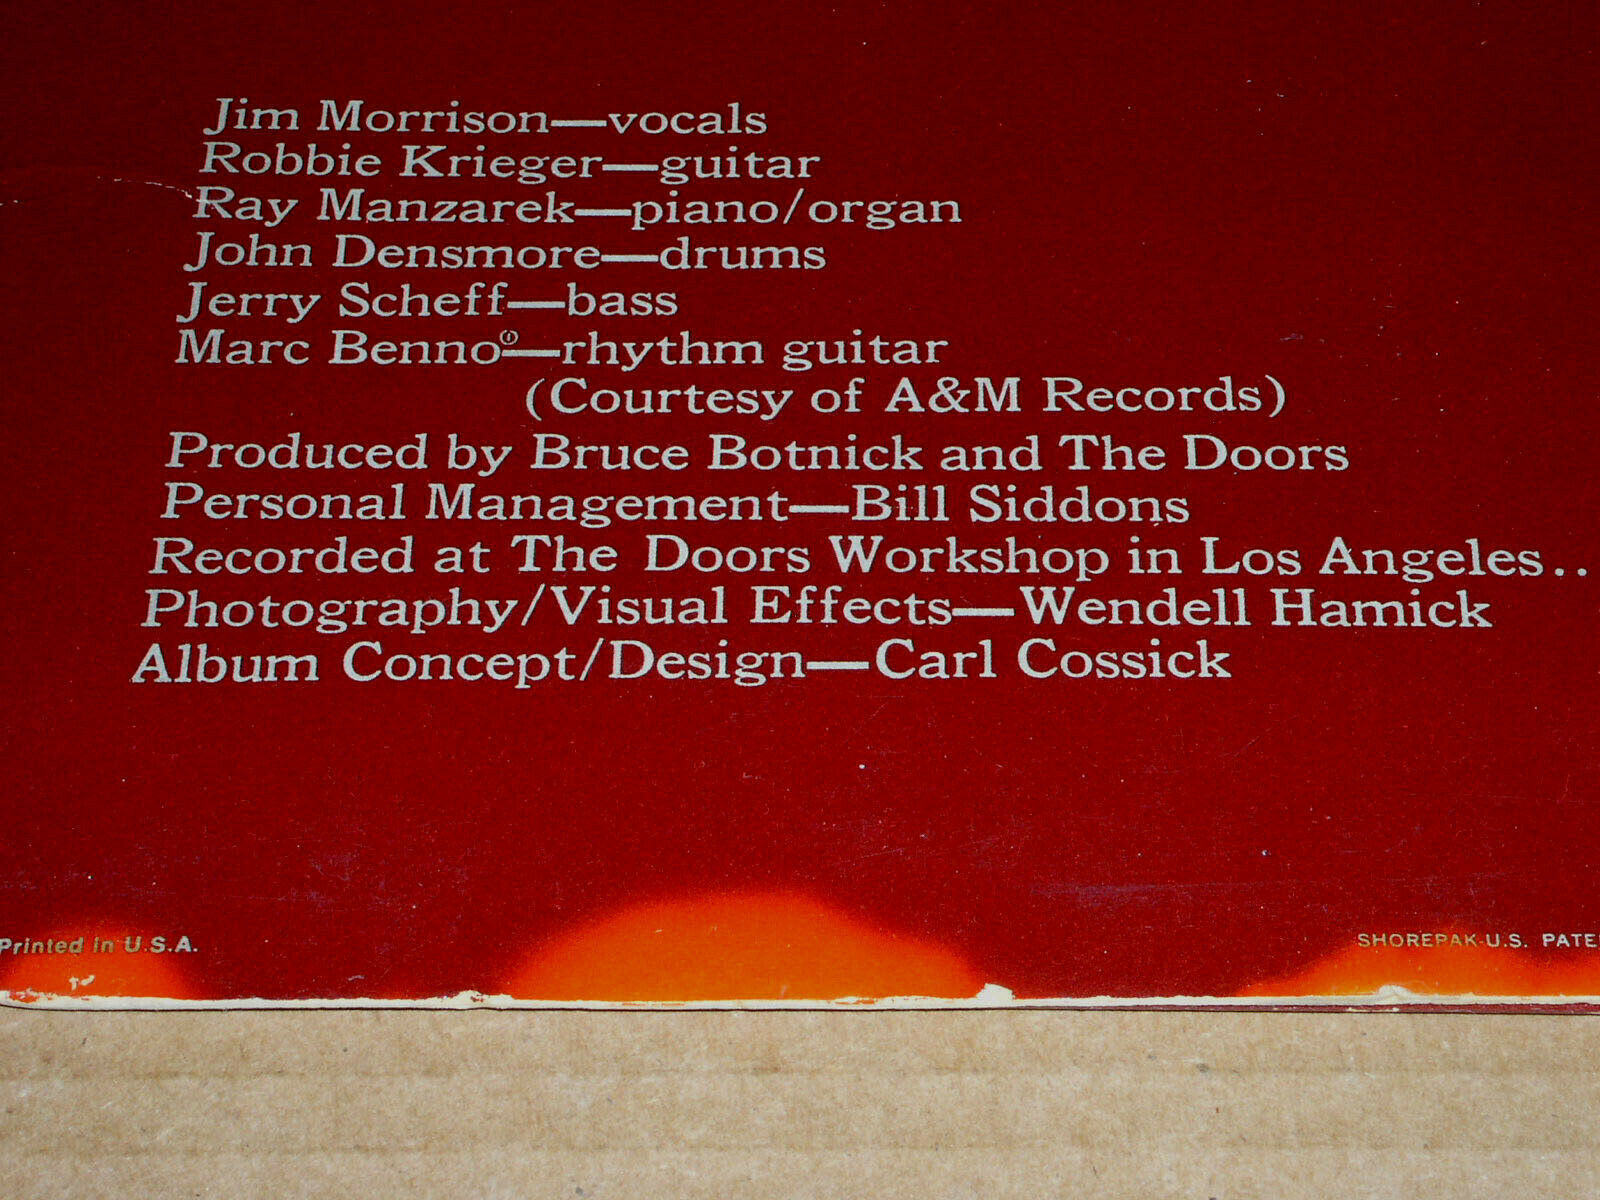 Jim Morrison—vocals
Robbie Krieger—guitar
Ray Manzarek—piano/organ
John Densmore—drums
Jerry Scheff—bass
Marc Benno—rhythm guitar
(Courtesy of A&M Records)
Produced by Bruce Botnick and The Doors
Personal Management—Bill Siddons
Recorded at The Doors Workshop in Los Angeles..
Photography/Visual Effects—Wendell Hamick
Album Concept/Design—Carl Cossick
Printed in U.S.A.
SHOREPAK-U.S.